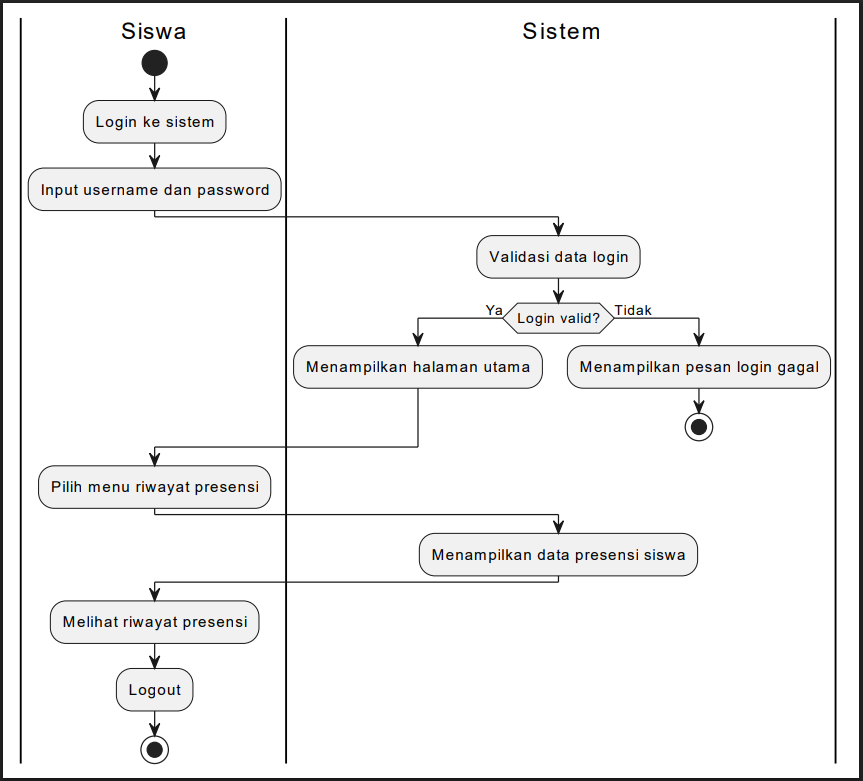 Siswa
Sistem
Login ke sistem
Input username dan password
Validasi data login
Ya
Login valid?
Tidak
Menampilkan halaman utama
Menampilkan pesan login gagal
Pilih menu riwayat presensi
Menampilkan data presensi siswa
Melihat riwayat presensi
Logout